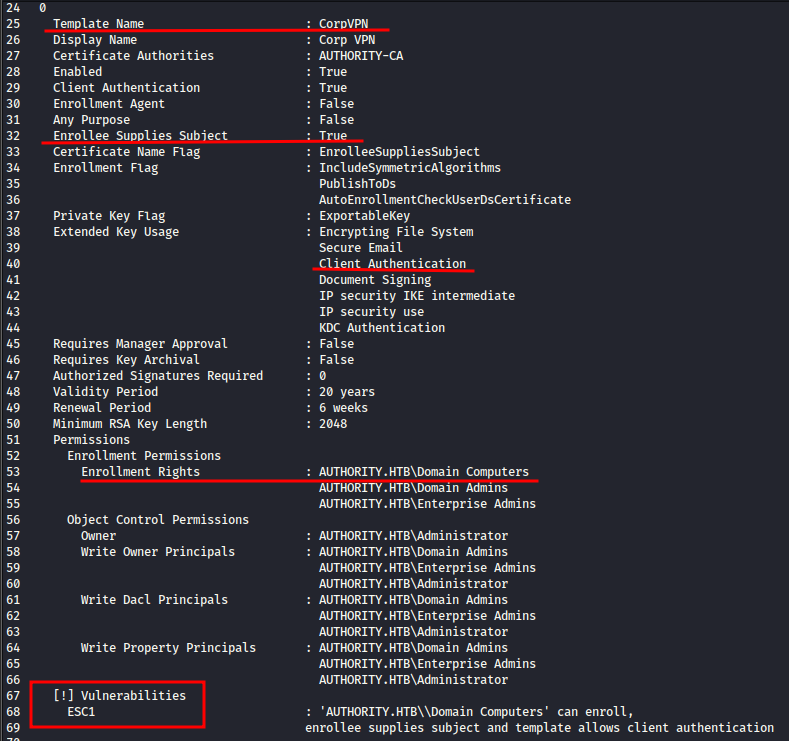 24 0
25 Template Name : CorpVPN
26 Display Name : Corp VPN
27 Certificate Authorities : AUTHORITY-CA
28 Enabled : True
29 Client Authentication : True
30 Enrollment Agent : False
31 Any Purpose : False
32 Enrollee Supplies Subject : True
33 Certificate Name Flag : EnrolleeSuppliesSubject
34 Enrollment Flag : IncludeSymmetricAlgorithms
35 PublishToDs
36 AutoEnrollmentCheckUserDsCertificate
37 Private Key Flag : ExportableKey
38 Extended Key Usage : Encrypting File System
39 Secure Email
40 Client Authentication
41 Document Signing
42 IP security IKE intermediate
43 IP security use
44 KDC Authentication
45 Requires Manager Approval : False
46 Requires Key Archival : False
47 Authorized Signatures Required : 0
48 Validity Period : 20 years
49 Renewal Period : 6 weeks
50 Minimum RSA Key Length : 2048
51 Permissions
52 Enrollment Permissions
53 Enrollment Rights : AUTHORITY.HTB\Domain Computers
54 AUTHORITY.HTB\Domain Admins
55 AUTHORITY.HTB\Enterprise Admins
56 Object Control Permissions
57 Owner : AUTHORITY.HTB\Administrator
58 Write Owner Principals : AUTHORITY.HTB\Domain Admins
59 AUTHORITY.HTB\Enterprise Admins
60 AUTHORITY.HTB\Administrator
61 Write Dacl Principals : AUTHORITY.HTB\Domain Admins
62 AUTHORITY.HTB\Enterprise Admins
63 AUTHORITY.HTB\Administrator
64 Write Property Principals : AUTHORITY.HTB\Domain Admins
65 AUTHORITY.HTB\Enterprise Admins
66 AUTHORITY.HTB\Administrator
67 [!] Vulnerabilities
68 ESC1 : 'AUTHORITY.HTB\\Domain Computers' can enroll,
69 enrollee supplies subject and template allows client authentication